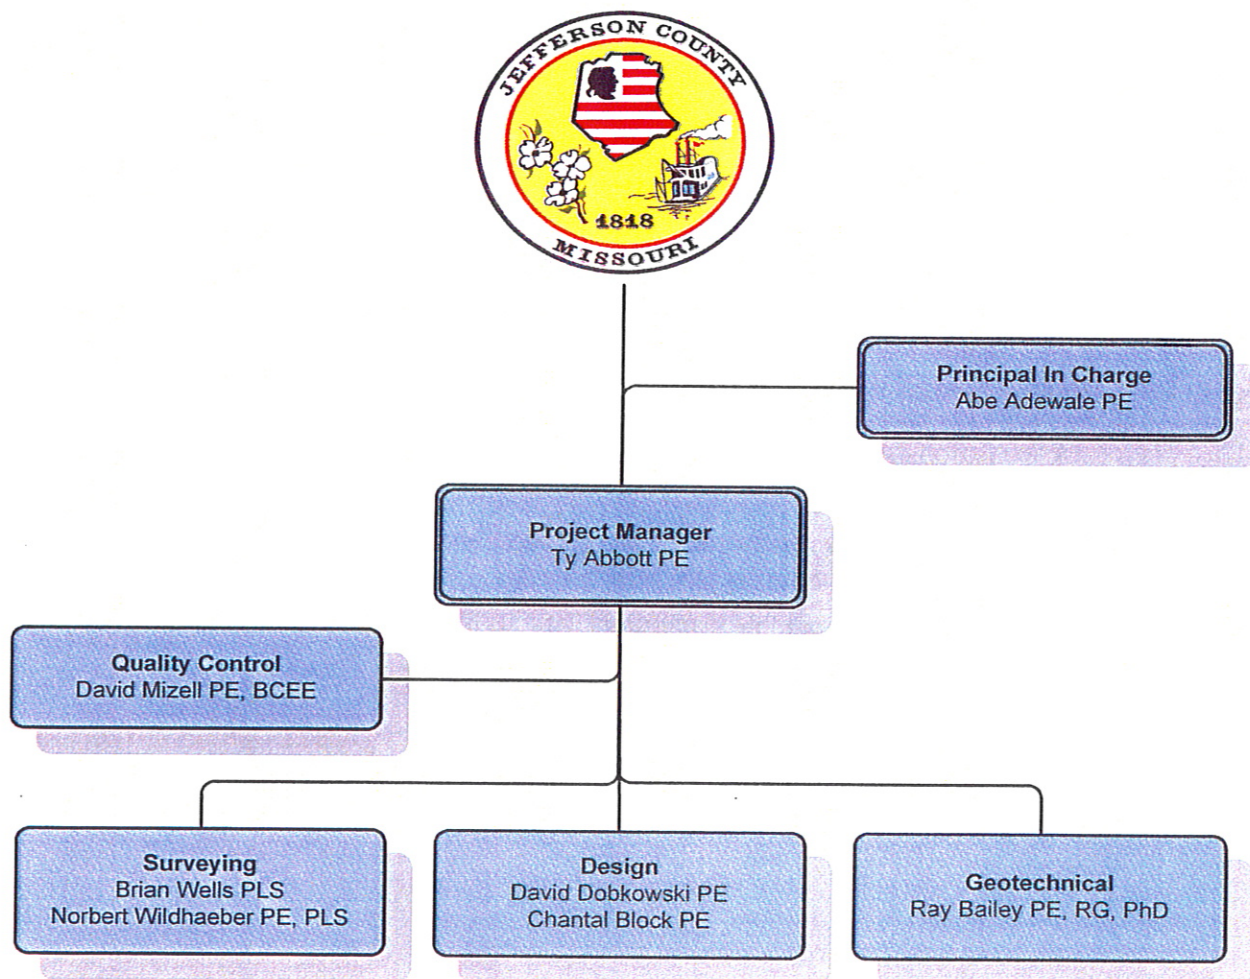 JEFFERSON COUNTY
1818
MISSOURI
Principal In Charge
Abe Adewale PE
Project Manager
Ty Abbott PE
Quality Control
David Mizell PE, BCEE
Surveying
Brian Wells PLS
Norbert Wildhaeber PE, PLS
Design
David Dobkowski PE
Chantal Block PE
Geotechnical
Ray Bailey PE, RG, PhD